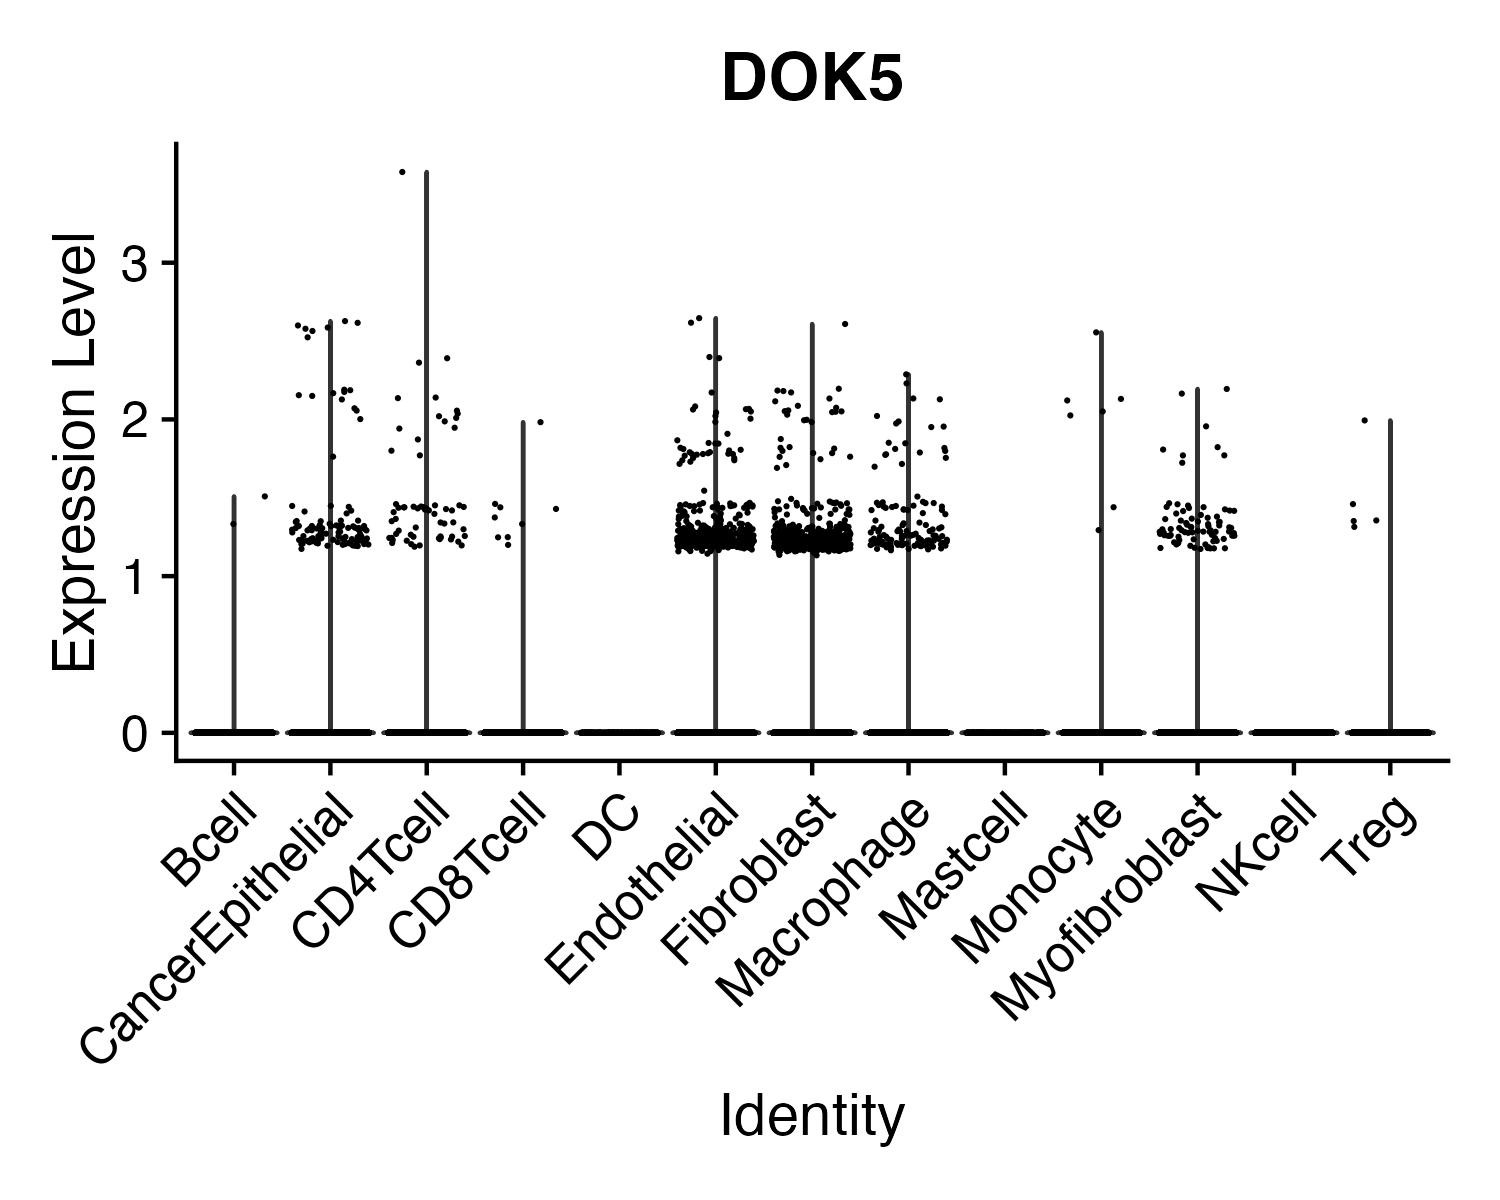 DOK5
Expression Level
3
2
1
0
Bcell
CancerEpithelial
CD4Tcell
CD8Tcell
DC
Endothelial
Fibroblast
Macrophage
Mastcell
Monocyte
Myofibroblast
NKcell
Treg
Identity